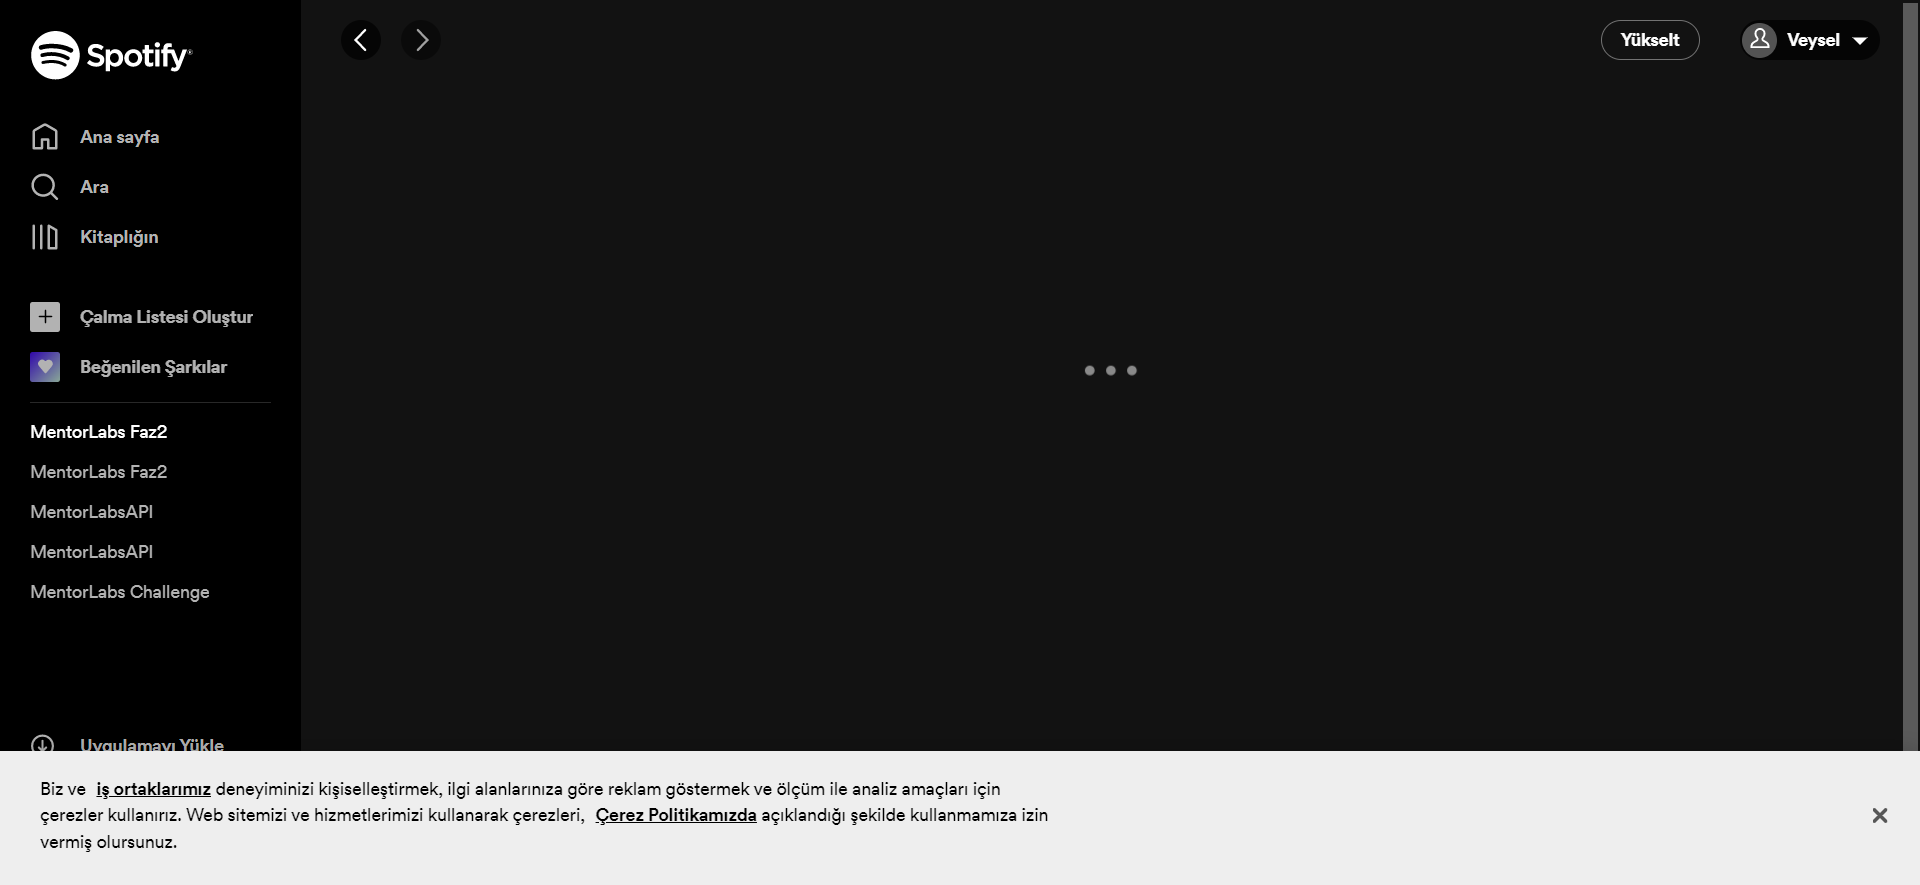 Spotify
Yükselt
Veysel
Ana sayfa
Ara
Kitaplığın
Çalma Listesi Oluştur
Beğenilen Şarkılar
MentorLabs Faz2
MentorLabs Faz2
MentorLabsAPI
MentorLabsAPI
MentorLabs Challenge
Uygulamayı Yükle
Biz ve iş ortaklarımız deneyiminizi kişiselleştirmek, ilgi alanlarınıza göre reklam göstermek ve ölçüm ile analiz amaçları için
çerezler kullanırız. Web sitemizi ve hizmetlerimizi kullanarak çerezleri, Çerez Politikamızda açıklandığı şekilde kullanmamıza izin
vermiş olursunuz.